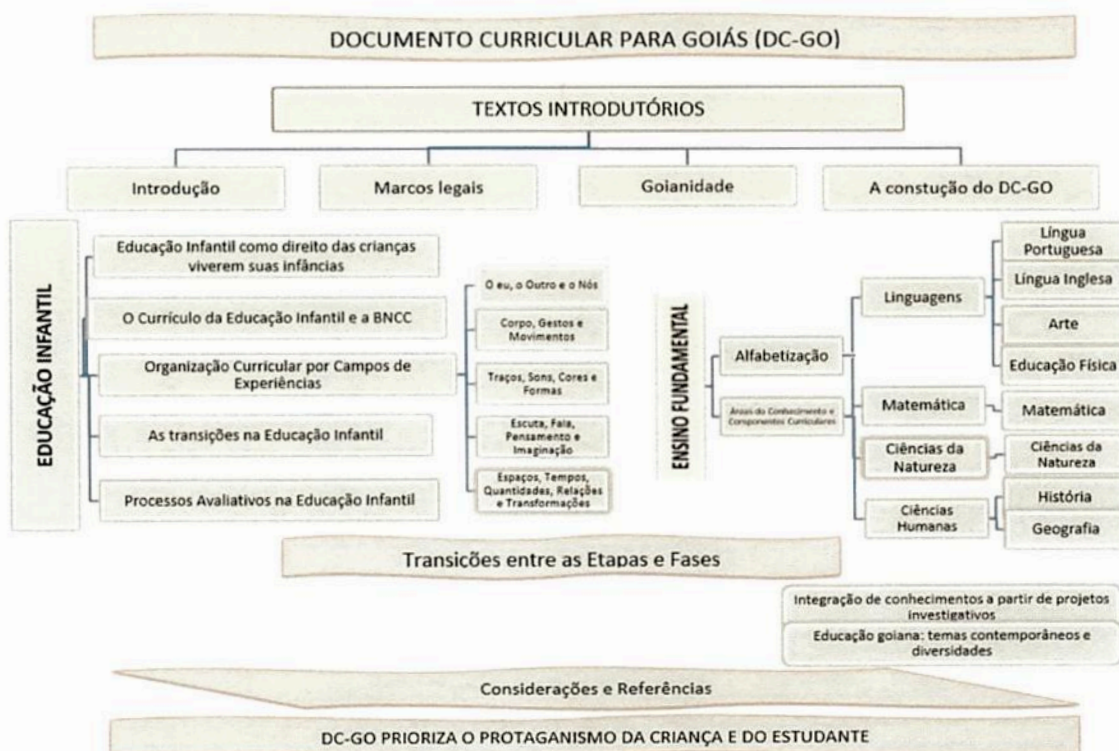 DOCUMENTO CURRICULAR PARA GOIÁS (DC-GO)
TEXTOS INTRODUTÓRIOS
Introdução
Marcos legais
Goianidade
A constução do DC-GO
EDUCAÇÃO INFANTIL
Educação Infantil como direito das crianças
viverem suas infâncias
O Currículo da Educação Infantil e a BNCC
Organização Curricular por Campos de
Experiências
As transições na Educação Infantil
Processos Avaliativos na Educação Infantil
O eu, o Outro e o Nós
Corpo, Gestos e
Movimentos
Traços, Sons, Cores e
Formas
Escuta, Fala,
Pensamento e
Imaginação
Espaços, Tempos,
Quantidades, Relações
e Transformações
ENSINO FUNDAMENTAL
Alfabetização
Áreas do Conhecimento e
Componentes Curriculares
Linguagens
Língua
Portuguesa
Língua Inglesa
Arte
Educação Física
Matemática
Matemática
Ciências da
Natureza
Ciências da
Natureza
Ciências
Humanas
História
Geografia
Transições entre as Etapas e Fases
Integração de conhecimentos a partir de projetos
investigativos
Educação goiana: temas contemporâneos e
diversidades
Considerações e Referências
DC-GO PRIORIZA O PROTAGANISMO DA CRIANÇA E DO ESTUDANTE